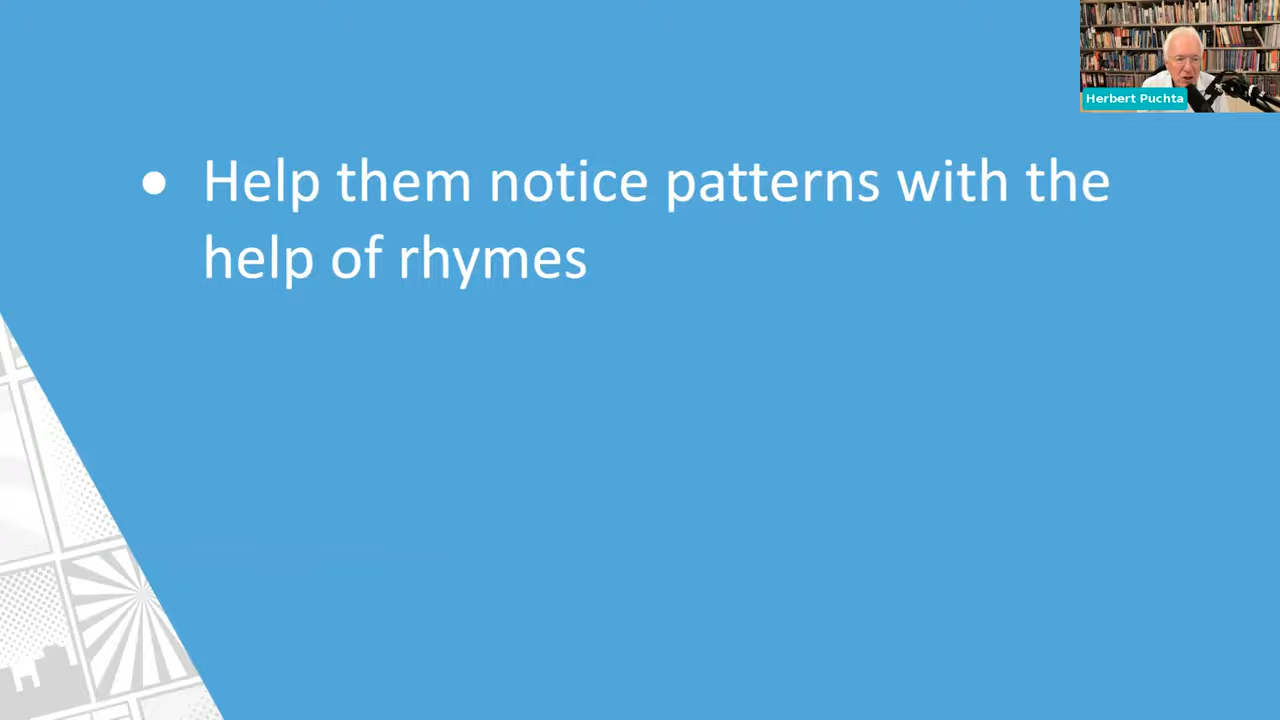 Herbert Puchta
● Help them notice patterns with the
help of rhymes